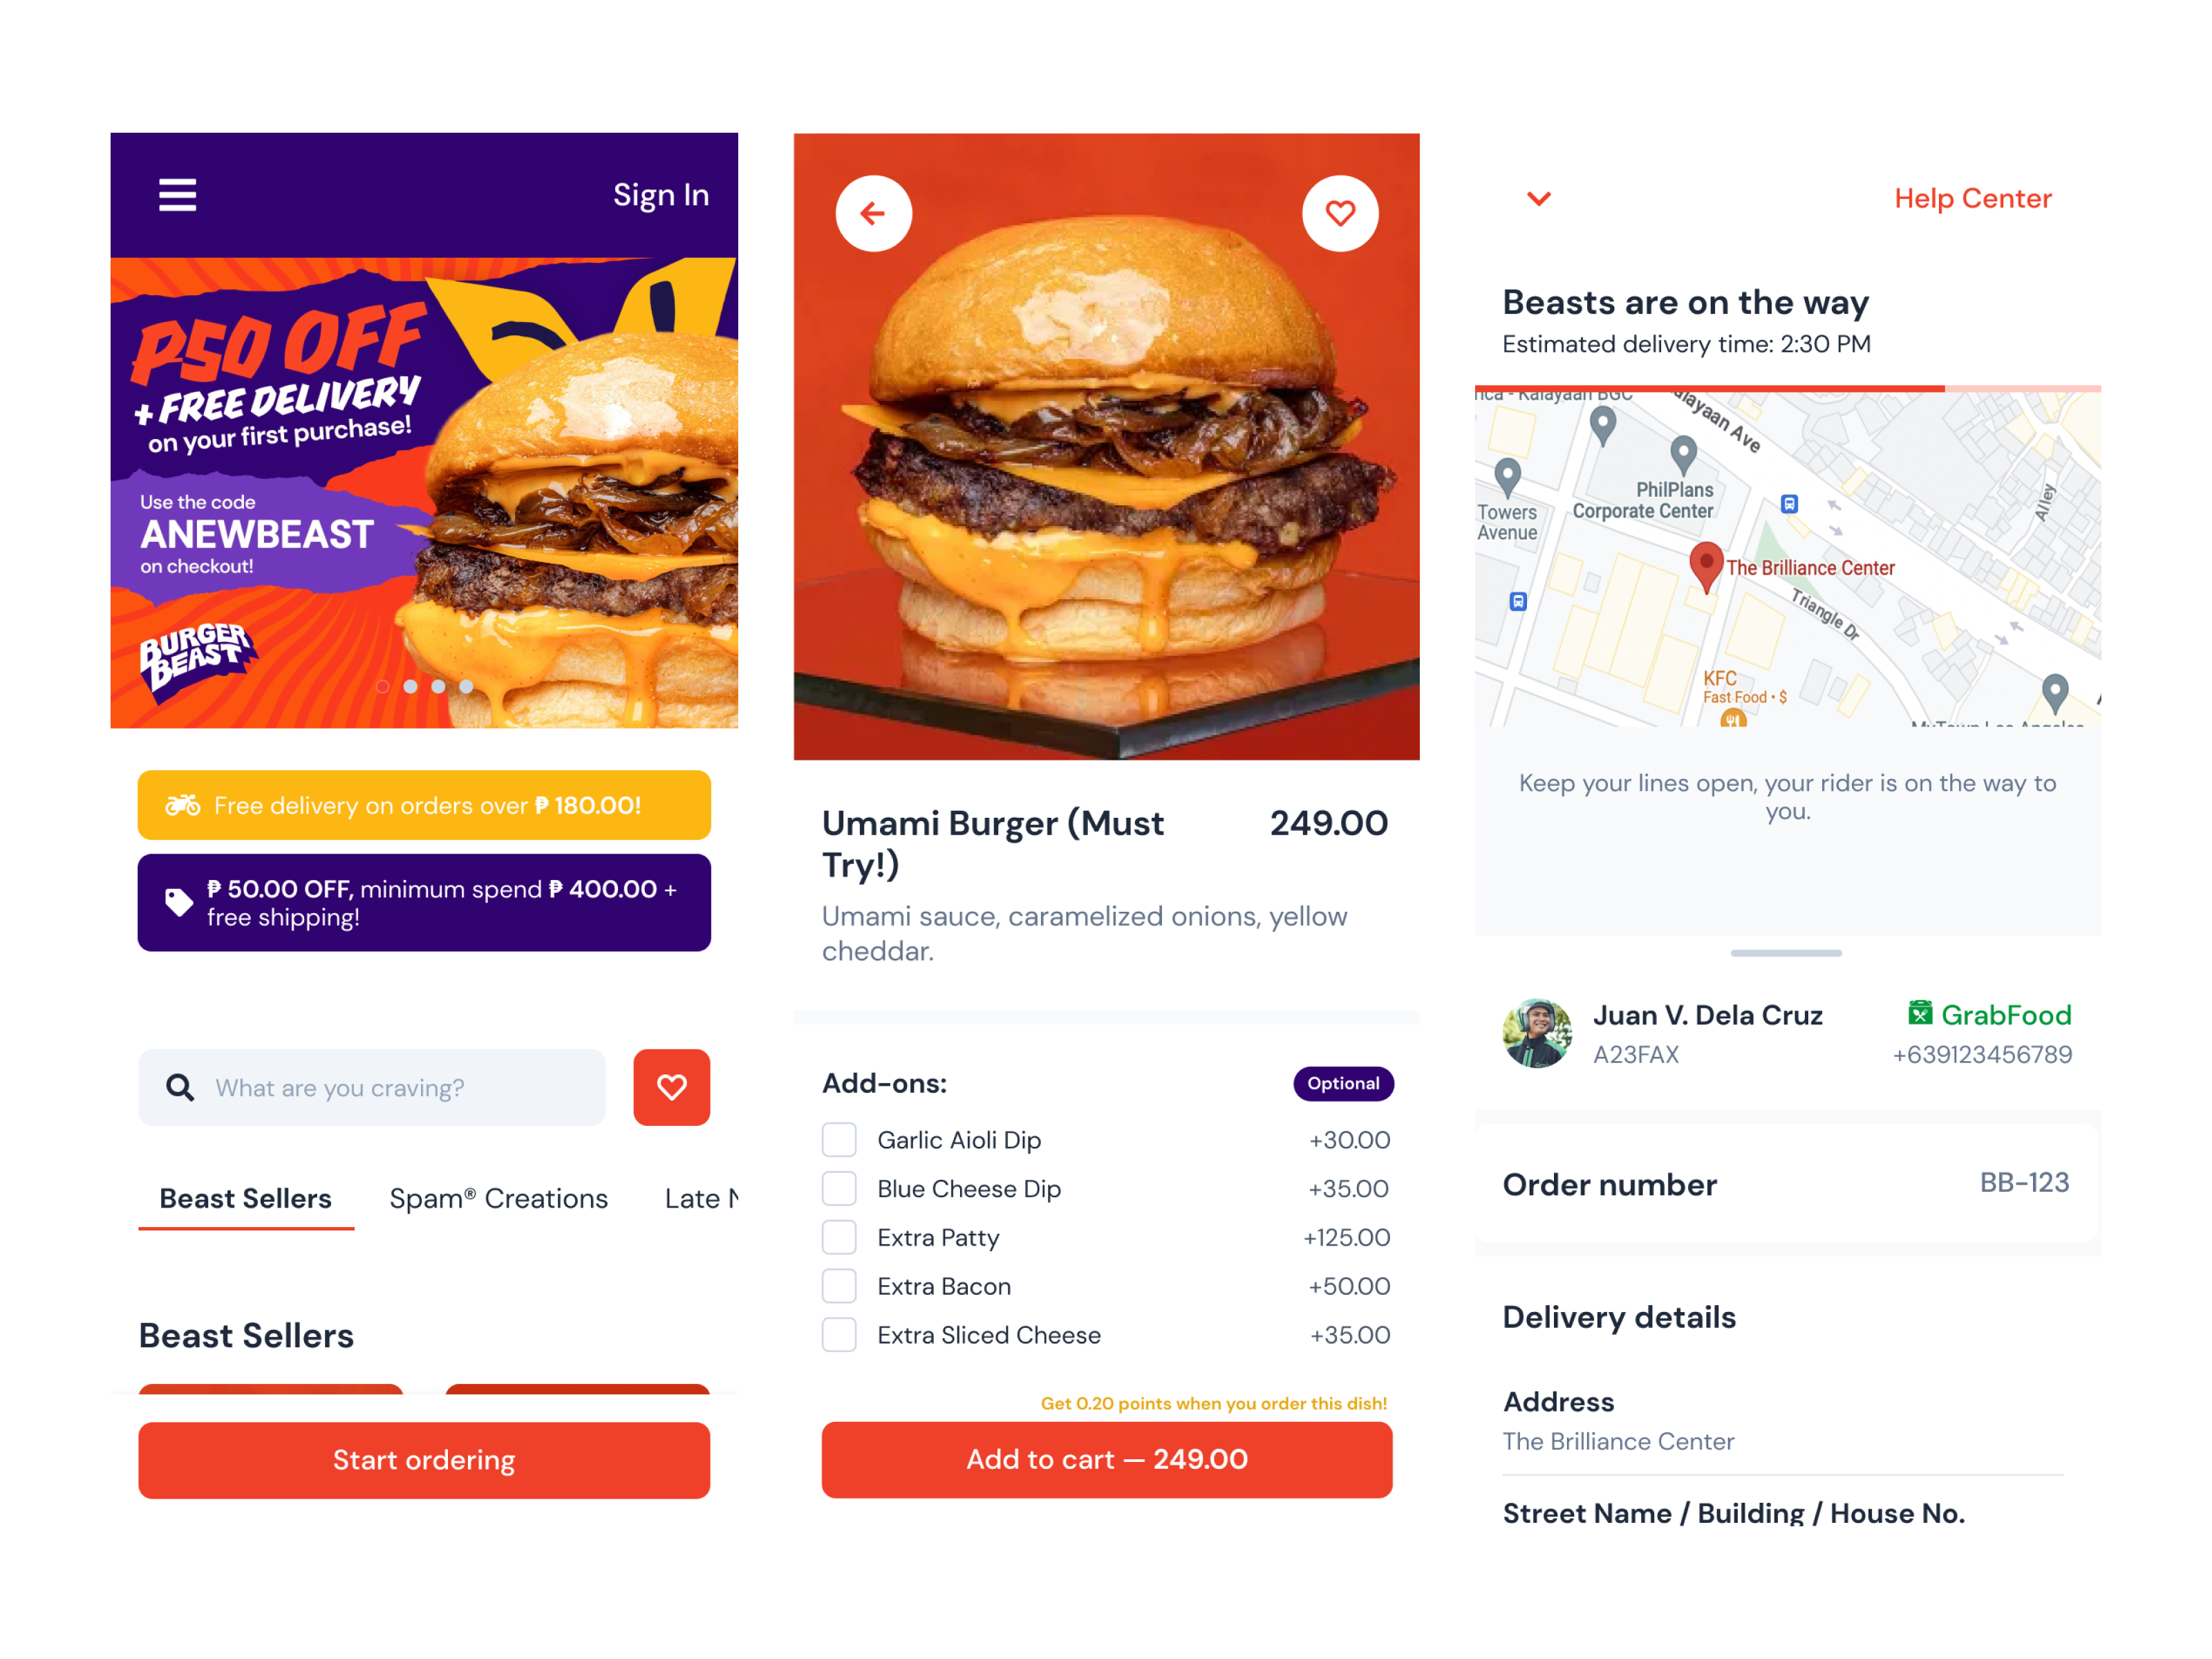 Sign In
P50 OFF
+ FREE DELIVERY
on your first purchase!
Use the code
ANEWBEAST
on checkout!
BURGER
BEAST
Free delivery on orders over ₱ 180.00!
₱ 50.00 OFF, minimum spend ₱ 400.00 +
free shipping!
What are you craving?
Beast Sellers
Spam® Creations
Late
Beast Sellers
Start ordering
Umami Burger (Must
Try!)
249.00
Umami sauce, caramelized onions, yellow
cheddar.
Add-ons:
Optional
Garlic Aioli Dip
+30.00
Blue Cheese Dip
+35.00
Extra Patty
+125.00
Extra Bacon
+50.00
Extra Sliced Cheese
+35.00
Get 0.20 points when you order this dish!
Add to cart — 249.00
Help Center
Beasts are on the way
Estimated delivery time: 2:30 PM
Kalayaan BGC
Ave
PhilPlans
Corporate Center
Towers
Avenue
Alley
The Brilliance Center
Triangle Dr
KFC
Fast Food • $
Keep your lines open, your rider is on the way to
you.
Juan V. Dela Cruz
GrabFood
A23FAX
+639123456789
Order number
BB-123
Delivery details
Address
The Brilliance Center
Street Name / Building / House No.